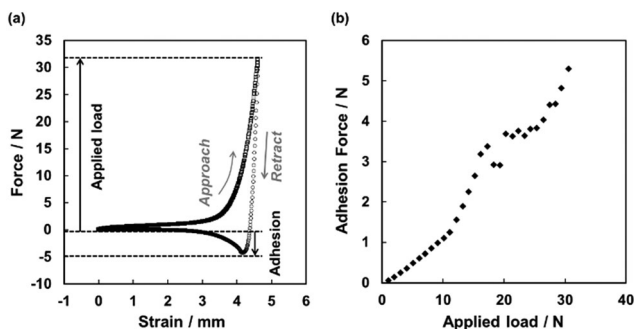 (a)
Force / N
35
30
25
20
15
10
5
0
-5
-10
Applied load
Approach
Retract
Adhesion
-1 0 1 2 3 4 5 6
Strain / mm
(b)
Adhesion Force / N
6
5
4
3
2
1
0
0 10 20 30 40
Applied load / N